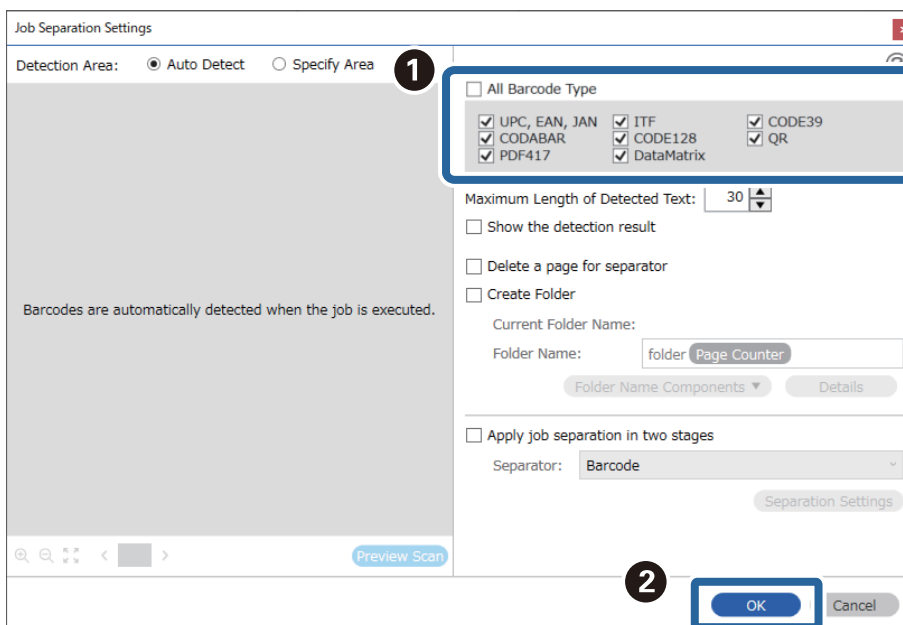 Job Separation Settings
Detection Area: Auto Detect Specify Area
1
All Barcode Type
UPC, EAN, JAN ITF CODE39
CODABAR CODE128 QR
PDF417 DataMatrix
Maximum Length of Detected Text: 30
Show the detection result
Delete a page for separator
Create Folder
Barcodes are automatically detected when the job is executed.
Current Folder Name:
Folder Name: folder Page Counter
Folder Name Components Details
Apply job separation in two stages
Separator: Barcode
Separation Settings
Preview Scan
2
OK Cancel